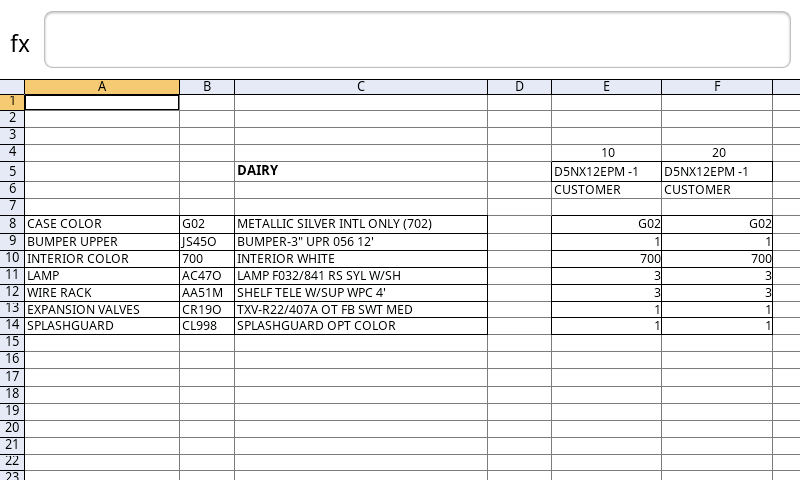 fx
A B C D E F
1
2
3
4 10 20
5 DAIRY D5NX12EPM -1 D5NX12EPM -1
6 CUSTOMER CUSTOMER
7
8 CASE COLOR G02 METALLIC SILVER INTL ONLY (702) G02 G02
9 BUMPER UPPER JS45O BUMPER-3" UPR 056 12' 1 1
10 INTERIOR COLOR 700 INTERIOR WHITE 700 700
11 LAMP AC47O LAMP F032/841 RS SYL W/SH 3 3
12 WIRE RACK AA51M SHELF TELE W/SUP WPC 4' 3 3
13 EXPANSION VALVES CR19O TXV-R22/407A OT FB SWT MED 1 1
14 SPLASHGUARD CL998 SPLASHGUARD OPT COLOR 1 1
15
16
17
18
19
20
21
22
23